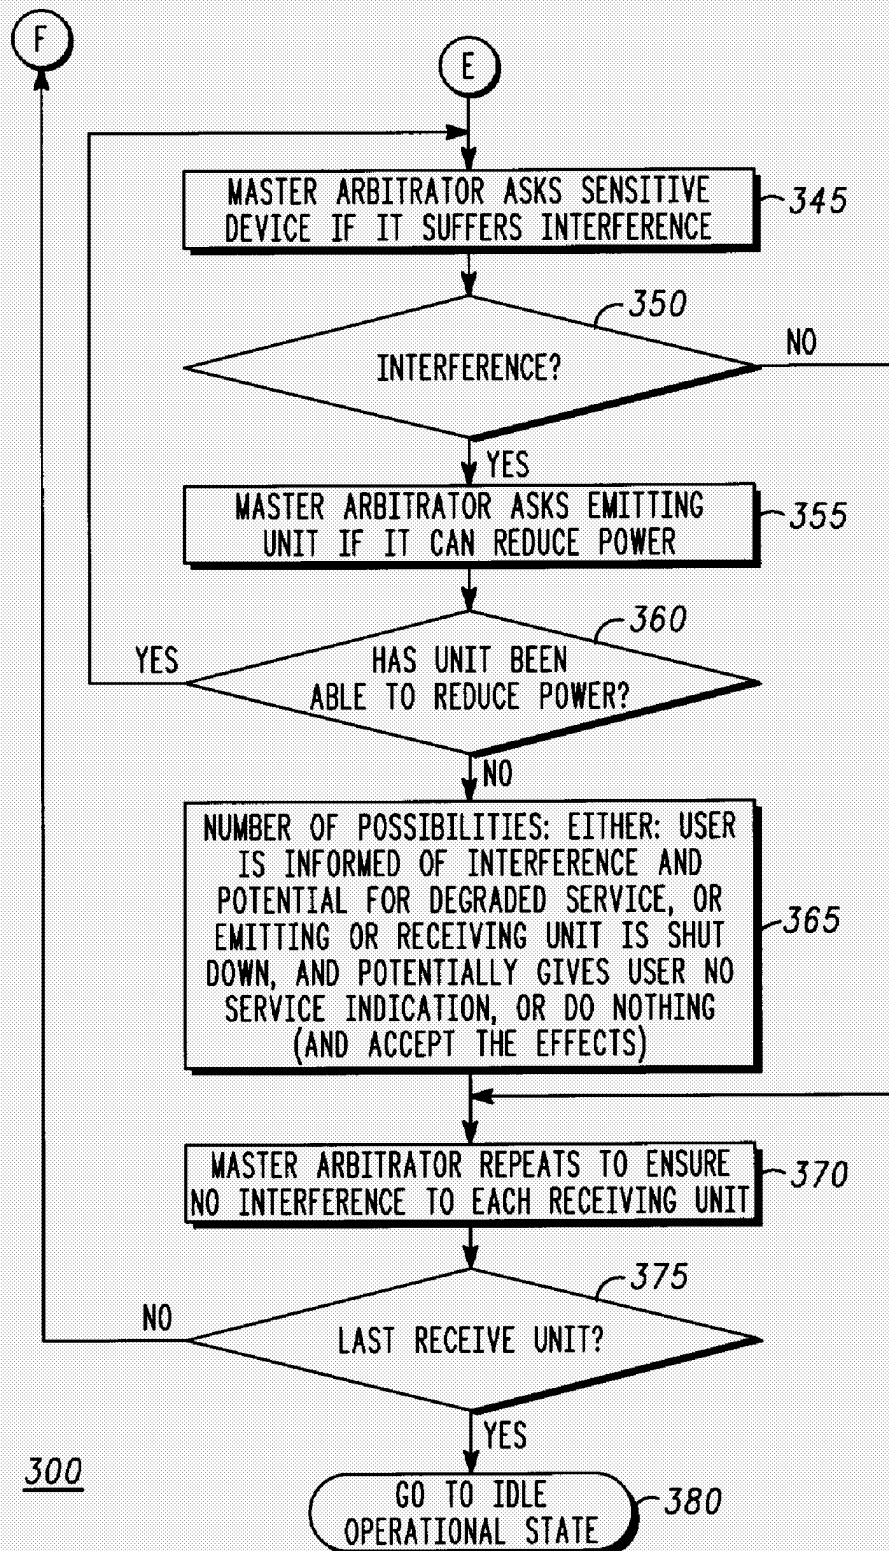 F
E
MASTER ARBITRATOR ASKS SENSITIVE
DEVICE IF IT SUFFERS INTERFERENCE
345
350
INTERFERENCE?
NO
YES
MASTER ARBITRATOR ASKS EMITTING
UNIT IF IT CAN REDUCE POWER
355
360
HAS UNIT BEEN
ABLE TO REDUCE POWER?
YES
NO
NUMBER OF POSSIBILITIES: EITHER: USER
IS INFORMED OF INTERFERENCE AND
POTENTIAL FOR DEGRADED SERVICE, OR
EMITTING OR RECEIVING UNIT IS SHUT
DOWN, AND POTENTIALLY GIVES USER NO
SERVICE INDICATION, OR DO NOTHING
(AND ACCEPT THE EFFECTS)
365
MASTER ARBITRATOR REPEATS TO ENSURE
NO INTERFERENCE TO EACH RECEIVING UNIT
370
375
LAST RECEIVE UNIT?
NO
YES
300
GO TO IDLE
OPERATIONAL STATE
380